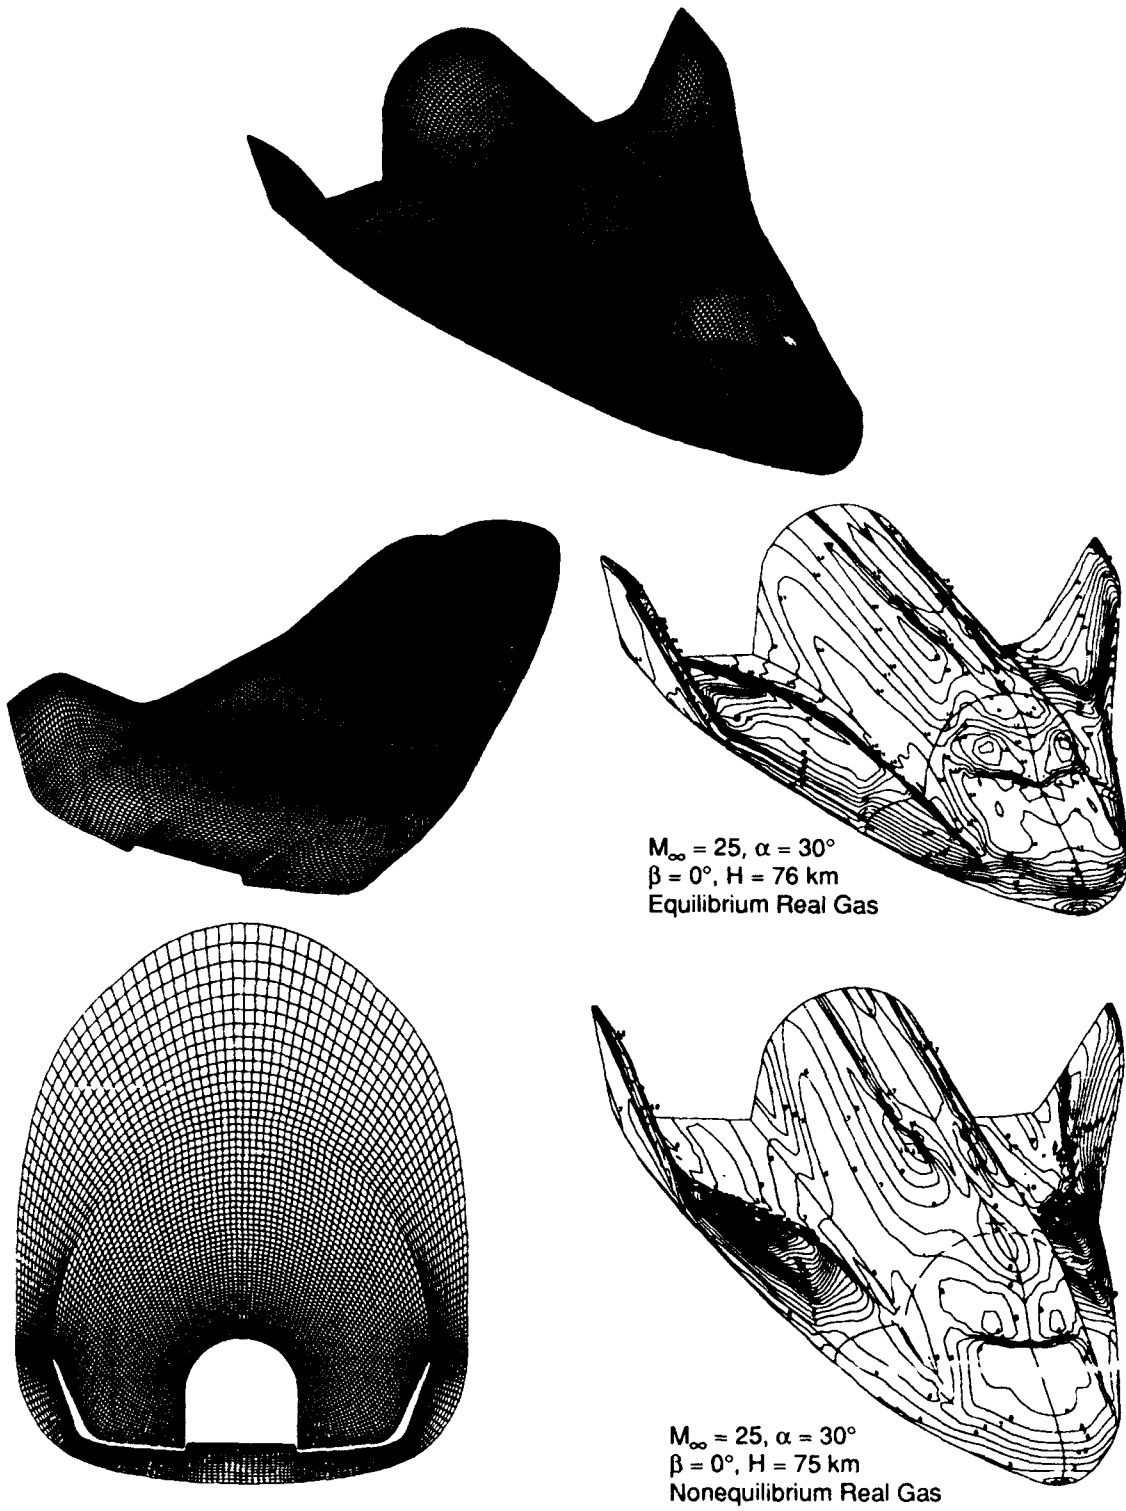 M∞ = 25, α = 30°
β = 0°, H = 76 km
Equilibrium Real Gas
M∞ = 25, α = 30°
β = 0°, H = 75 km
Nonequilibrium Real Gas